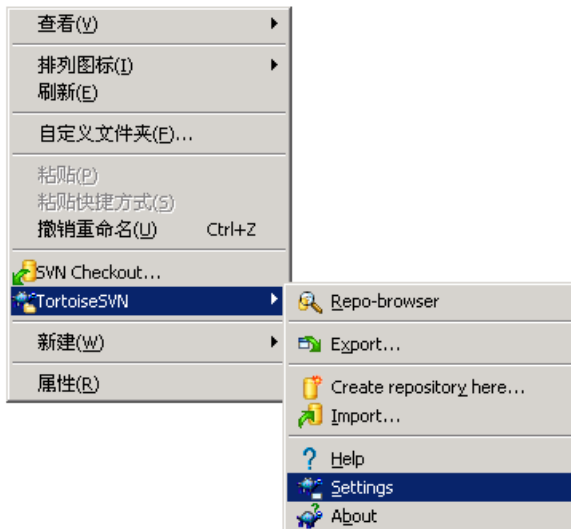 查看(V)
排列图标(I)
刷新(E)
自定义文件夹(F)...
粘贴(P)
粘贴快捷方式(S)
撤销重命名(U) Ctrl+Z
SVN Checkout...
TortoiseSVN
新建(W)
属性(R)
Repo-browser
Export...
Create repository here...
Import...
Help
Settings
About